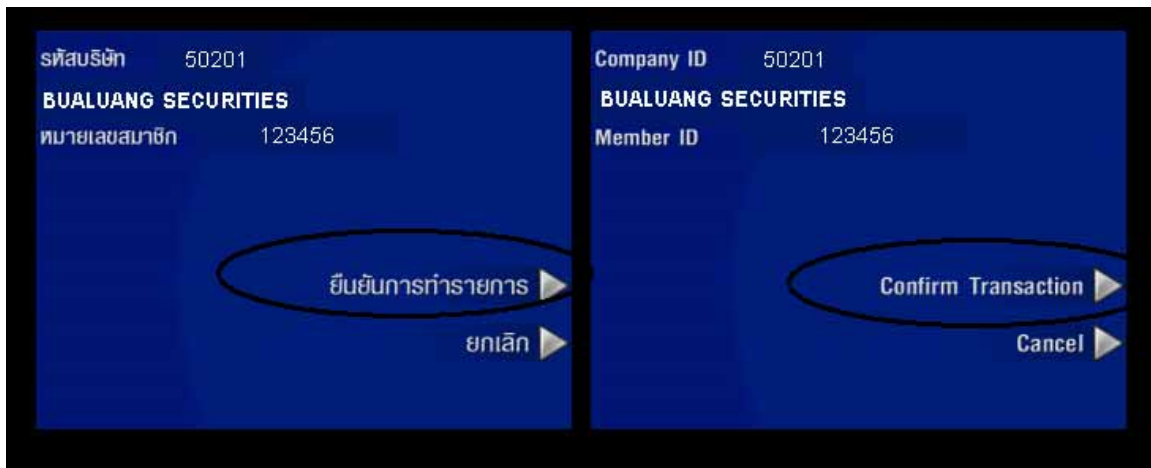 รหัสบริษัท 50201
BUALUANG SECURITIES
หมายเลขสมาชิก 123456
ยืนยันการทำรายการ
ยกเลิก
Company ID 50201
BUALUANG SECURITIES
Member ID 123456
Confirm Transaction
Cancel